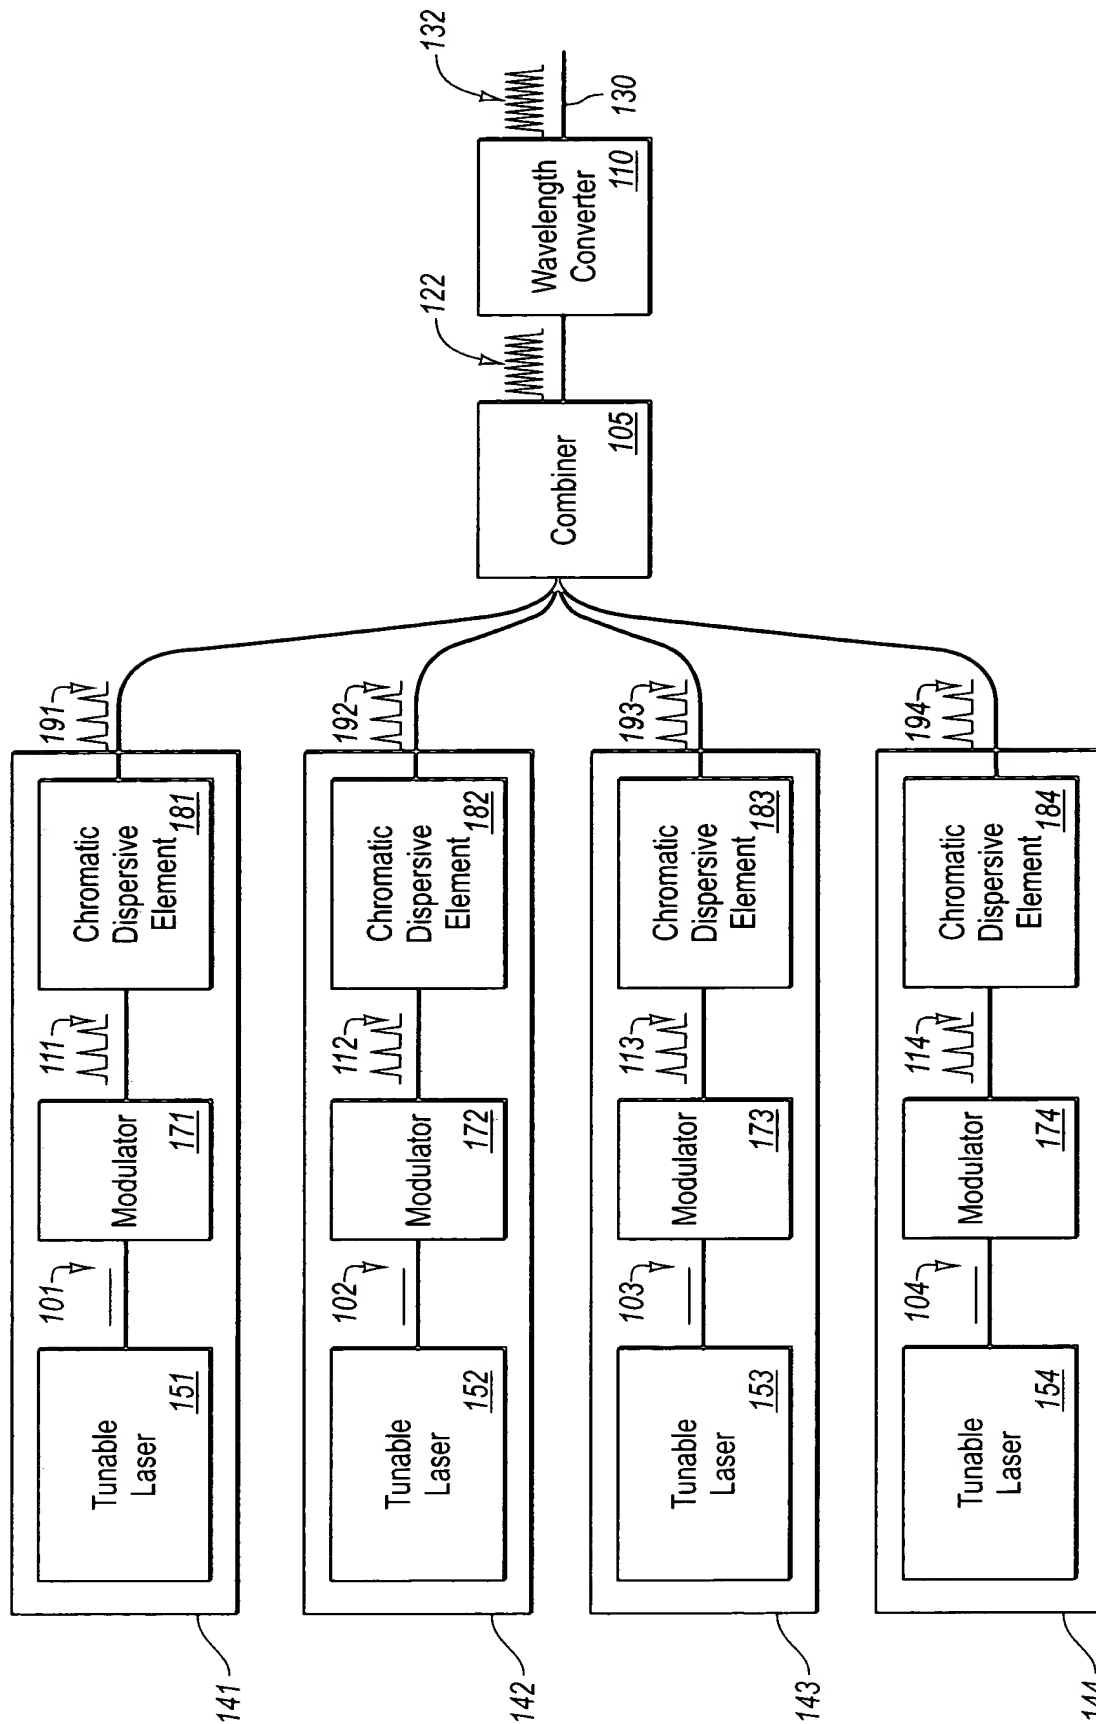 141
Tunable
Laser
151
101
Modulator
171
111
Chromatic
Dispersive
Element
181
191
142
Tunable
Laser
152
102
Modulator
172
112
Chromatic
Dispersive
Element
182
192
143
Tunable
Laser
153
103
Modulator
173
113
Chromatic
Dispersive
Element
183
193
144
Tunable
Laser
154
104
Modulator
174
114
Chromatic
Dispersive
Element
184
194
Combiner
105
122
Wavelength
Converter
110
132
130